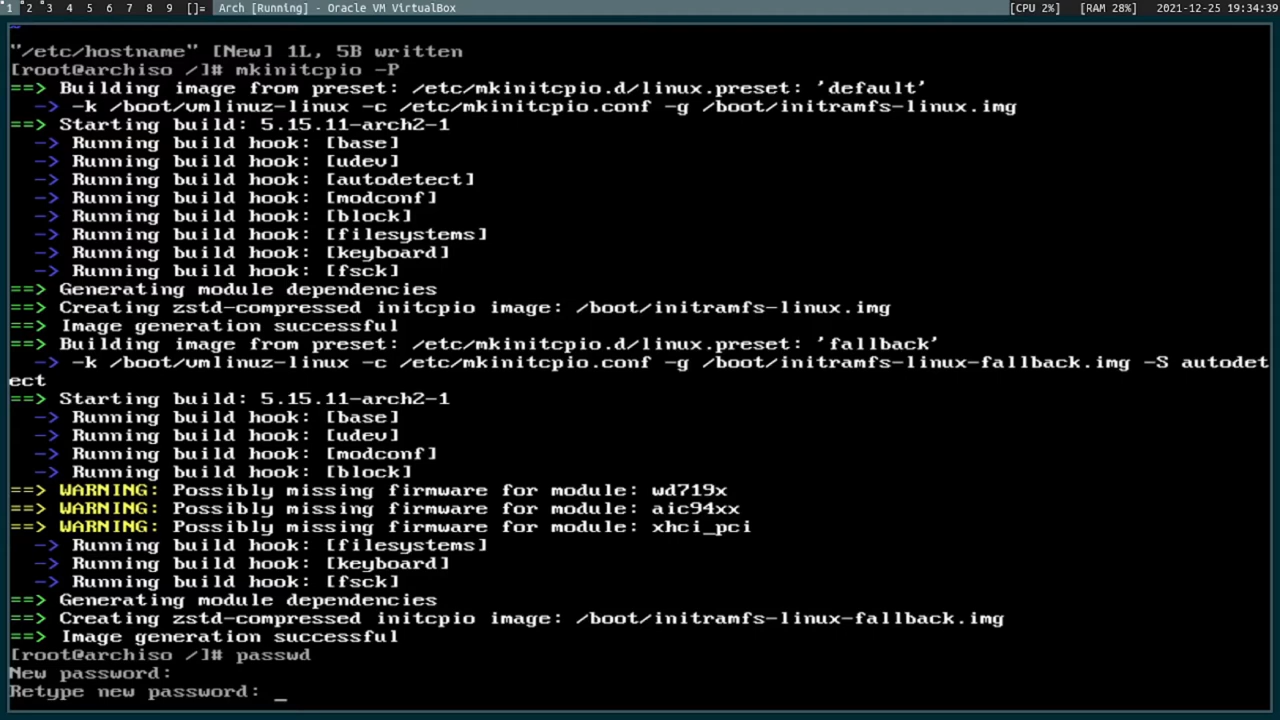 1 2 3 4 5 6 7 8 9 []= Arch [Running] - Oracle VM VirtualBox [CPU 2%] [RAM 28%] 2021-12-25 19:34:39
~
"/etc/hostname" [New] 1L, 5B written
[root@archiso /]# mkinitcpio -P
==> Building image from preset: /etc/mkinitcpio.d/linux.preset: 'default'
-> -k /boot/vmlinuz-linux -c /etc/mkinitcpio.conf -g /boot/initramfs-linux.img
==> Starting build: 5.15.11-arch2-1
-> Running build hook: [base]
-> Running build hook: [udev]
-> Running build hook: [autodetect]
-> Running build hook: [modconf]
-> Running build hook: [block]
-> Running build hook: [filesystems]
-> Running build hook: [keyboard]
-> Running build hook: [fsck]
==> Generating module dependencies
==> Creating zstd-compressed initcpio image: /boot/initramfs-linux.img
==> Image generation successful
==> Building image from preset: /etc/mkinitcpio.d/linux.preset: 'fallback'
-> -k /boot/vmlinuz-linux -c /etc/mkinitcpio.conf -g /boot/initramfs-linux-fallback.img -S autodet
ect
==> Starting build: 5.15.11-arch2-1
-> Running build hook: [base]
-> Running build hook: [udev]
-> Running build hook: [modconf]
-> Running build hook: [block]
==> WARNING: Possibly missing firmware for module: wd719x
==> WARNING: Possibly missing firmware for module: aic94xx
==> WARNING: Possibly missing firmware for module: xhci_pci
-> Running build hook: [filesystems]
-> Running build hook: [keyboard]
-> Running build hook: [fsck]
==> Generating module dependencies
==> Creating zstd-compressed initcpio image: /boot/initramfs-linux-fallback.img
==> Image generation successful
[root@archiso /]# passwd
New password:
Retype new password: _